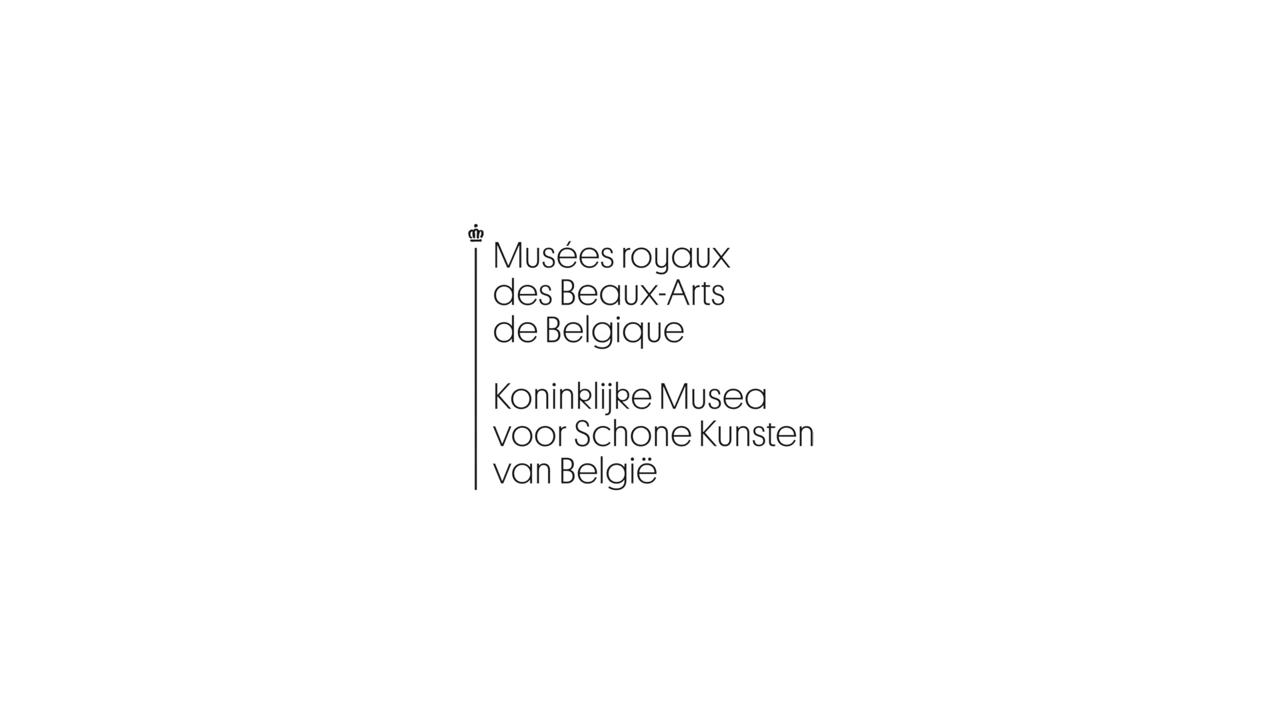 Musées royaux
des Beaux-Arts
de Belgique
Koninklijke Musea
voor Schone Kunsten
van België